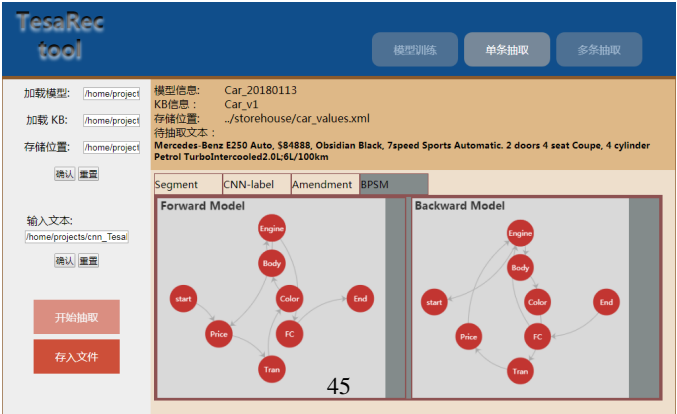 TesaRec
tool
模型训练
单条抽取
多条抽取
加载模型: /home/project
加载 KB: /home/project
存储位置: /home/project
确认 重置
输入文本:
/home/projects/cnn_Tesal
确认 重置
开始抽取
存入文件
模型信息: Car_20180113
KB信息： Car_v1
存储位置: ../storehouse/car_values.xml
待抽取文本：
Mercedes-Benz E250 Auto, $84888, Obsidian Black, 7speed Sports Automatic. 2 doors 4 seat Coupe, 4 cylinder
Petrol TurboIntercooled2.0L;6L/100km
Segment CNN-label Amendment BPSM
Forward Model
Engine
Body
start
Color
End
Price
FC
Tran
45
Backward Model
Engine
Body
start
Color
End
Price
FC
Tran